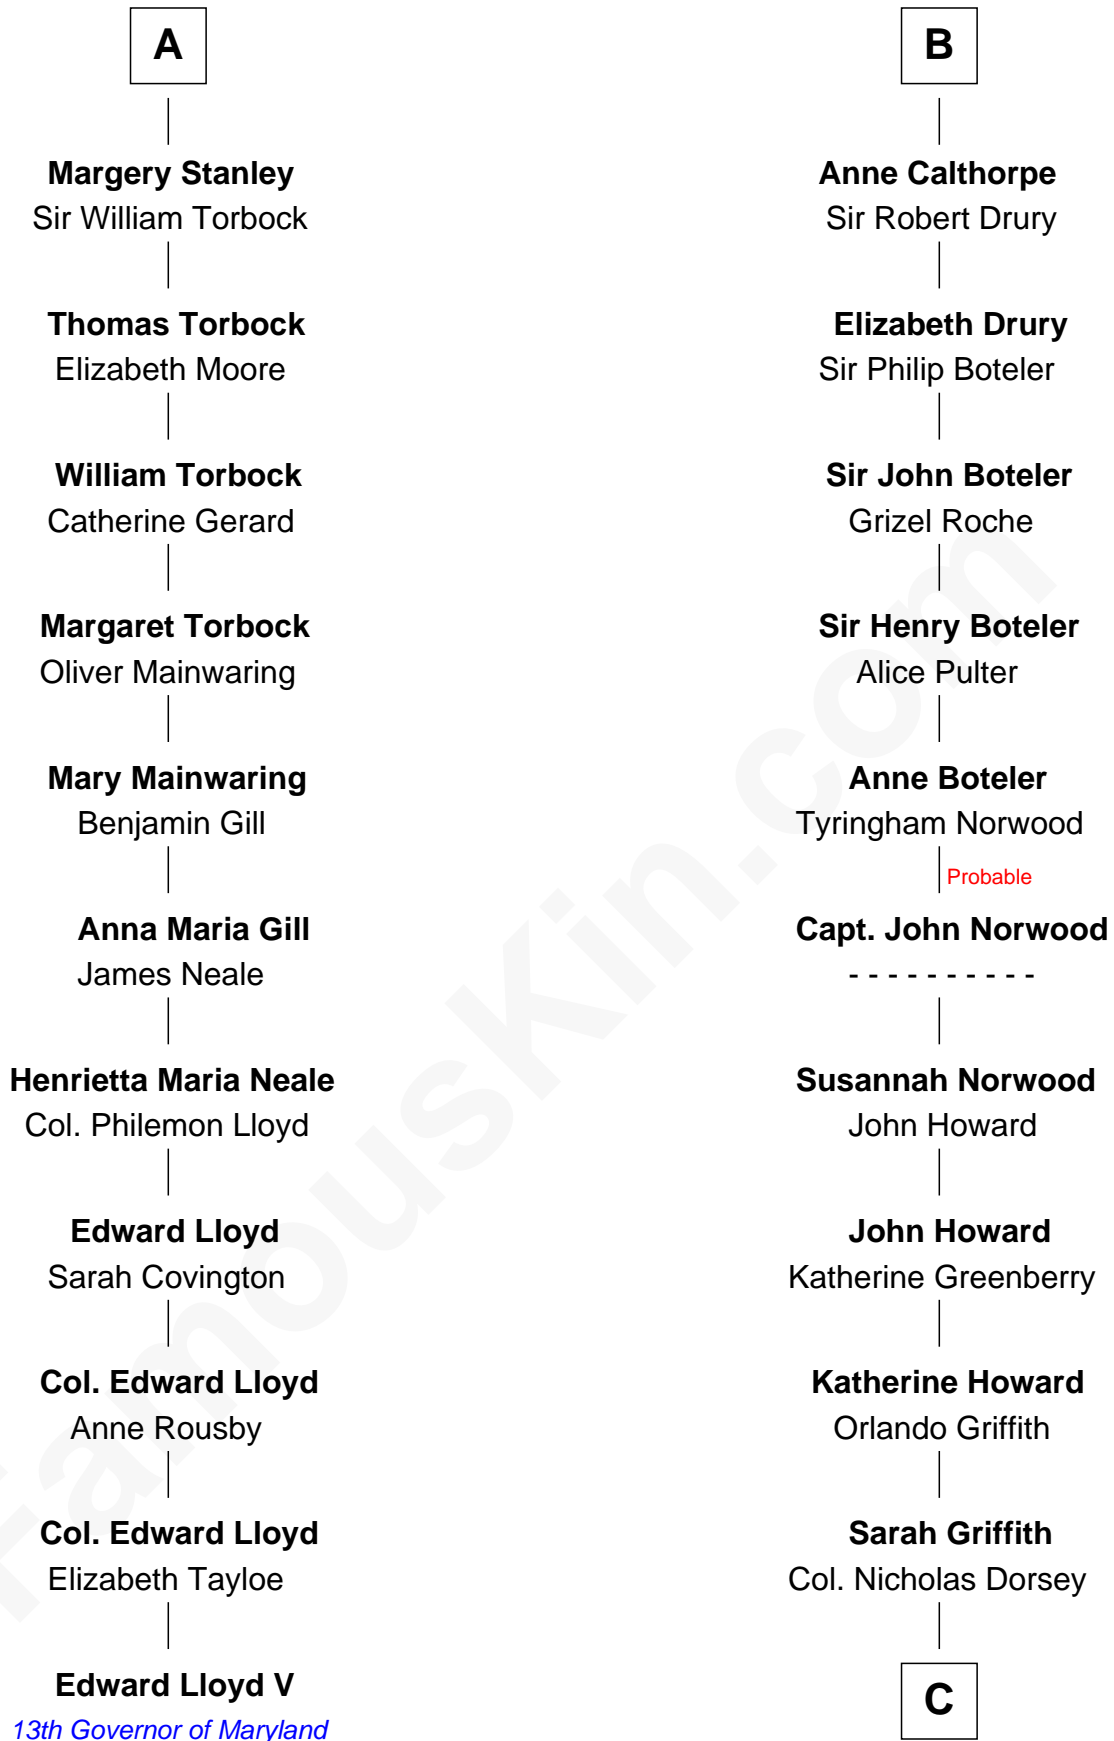 A
Margery Stanley
Sir William Torbock
Thomas Torbock
Elizabeth Moore
William Torbock
Catherine Gerard
Margaret Torbock
Oliver Mainwaring
Mary Mainwaring
Benjamin Gill
Anna Maria Gill
James Neale
Henrietta Maria Neale
Col. Philemon Lloyd
Edward Lloyd
Sarah Covington
Col. Edward Lloyd
Anne Rousby
Col. Edward Lloyd
Elizabeth Tayloe
Edward Lloyd V
13th Governor of Maryland
B
Anne Calthorpe
Sir Robert Drury
Elizabeth Drury
Sir Philip Boteler
Sir John Boteler
Grizel Roche
Sir Henry Boteler
Alice Pulter
Anne Boteler
Tyringham Norwood
Probable
Capt. John Norwood
- - - - - - - - - -
Susannah Norwood
John Howard
John Howard
Katherine Greenberry
Katherine Howard
Orlando Griffith
Sarah Griffith
Col. Nicholas Dorsey
C
FamousKin.com